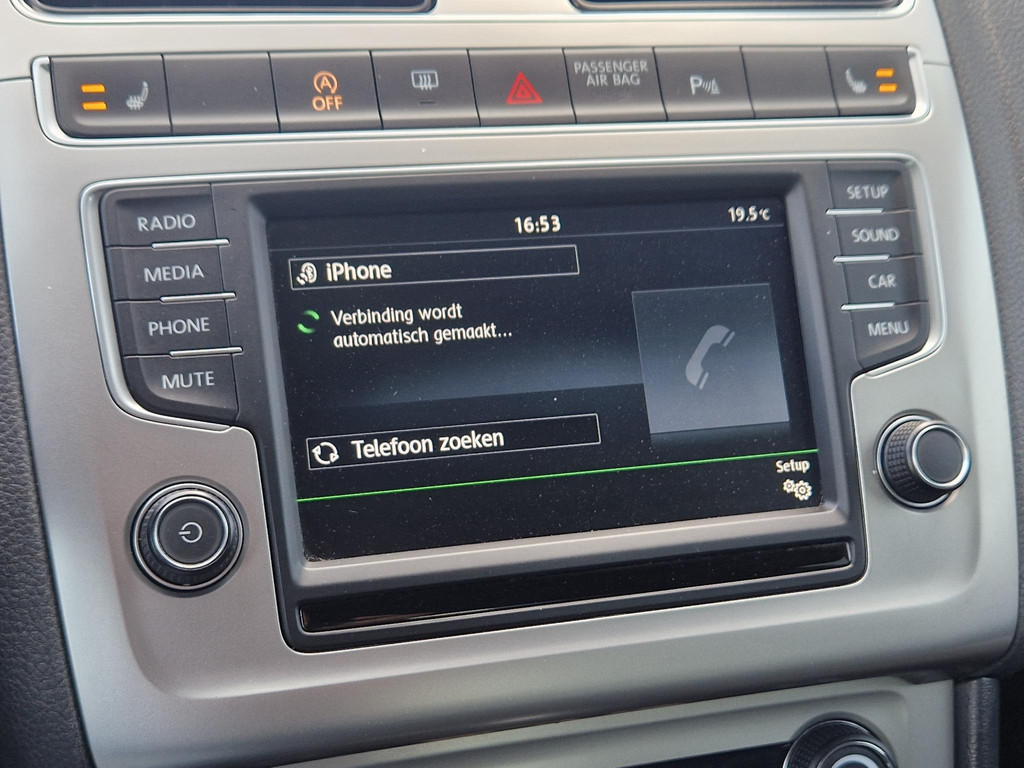 OFF
PASSENGER
AIR BAG
P
RADIO
MEDIA
PHONE
MUTE
16:53
19.5°C
iPhone
Verbinding wordt
automatisch gemaakt...
Telefoon zoeken
Setup
SETUP
SOUND
CAR
MENU